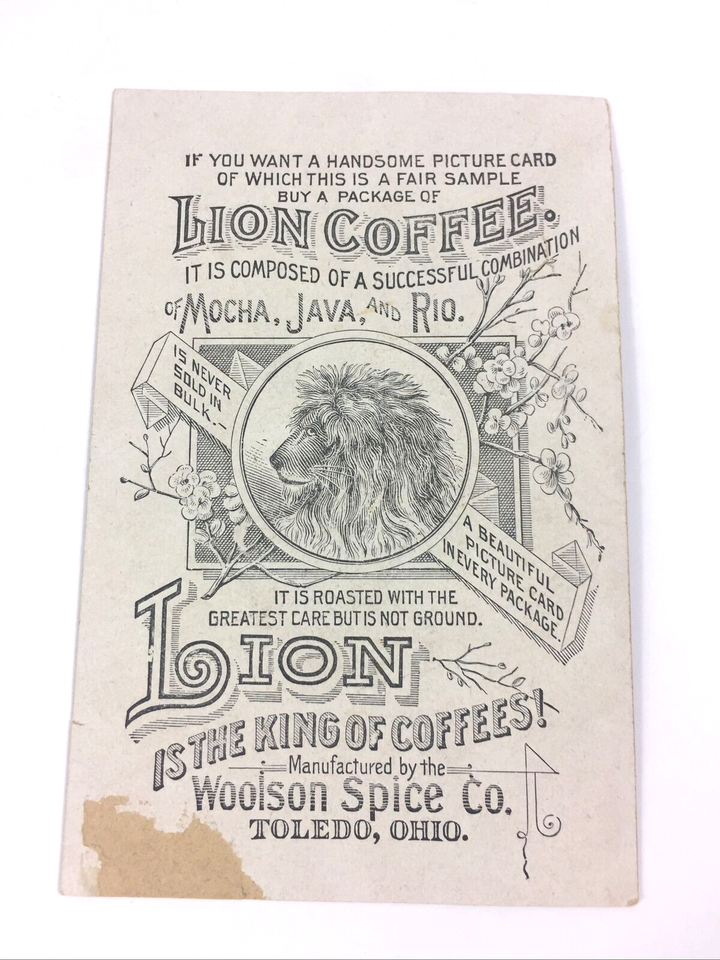 IF YOU WANT A HANDSOME PICTURE CARD
OF WHICH THIS IS A FAIR SAMPLE
BUY A PACKAGE OF
LION COFFEE.
IT IS COMPOSED OF A SUCCESSFUL COMBINATION
OF MOCHA, JAVA, AND RIO.
IS NEVER
SOLD IN
BULK.-
A BEAUTIFUL
PICTURE CARD
IN EVERY PACKAGE.
IT IS ROASTED WITH THE
GREATEST CARE BUT IS NOT GROUND.
LION
IS THE KING OF COFFEES!
Manufactured by the
Woolson Spice Co.
TOLEDO, OHIO.